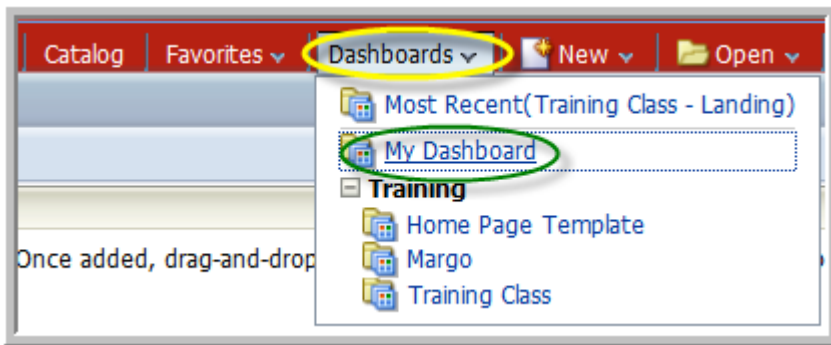 Catalog Favorites Dashboards New Open
Most Recent(Training Class - Landing)
My Dashboard
Training
Home Page Template
Once added, drag-and-drop
Margo
Training Class